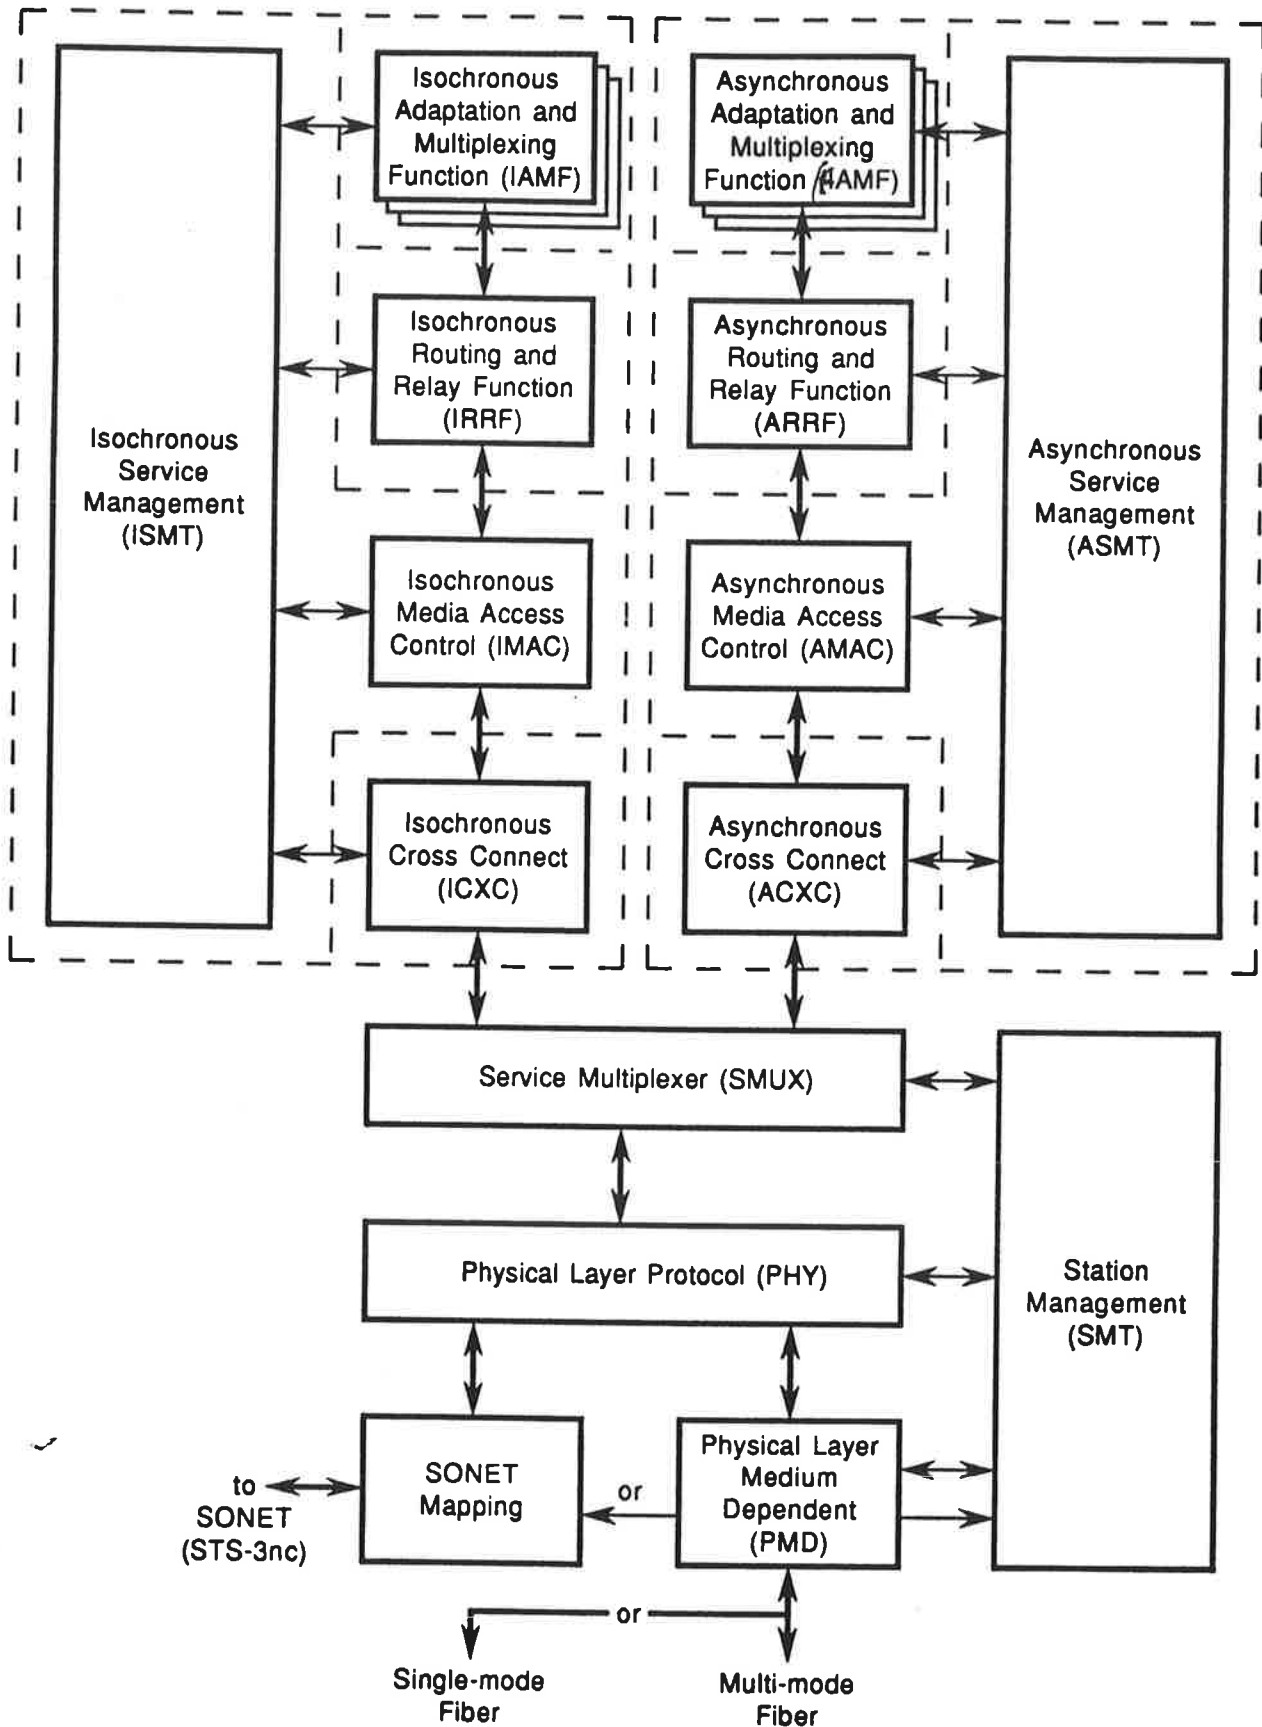 Isochronous
Adaptation and
Multiplexing
Function (IAMF)
Asynchronous
Adaptation and
Multiplexing
Function (AMF)
Isochronous
Routing and
Relay Function
(IRRF)
Asynchronous
Routing and
Relay Function
(ARRF)
Isochronous
Service
Management
(ISMT)
Asynchronous
Service
Management
(ASMT)
Isochronous
Media Access
Control (IMAC)
Asynchronous
Media Access
Control (AMAC)
Isochronous
Cross Connect
(ICXC)
Asynchronous
Cross Connect
(ACXC)
Service Multiplexer (SMUX)
Physical Layer Protocol (PHY)
Station
Management
(SMT)
to
SONET
(STS-3nc)
SONET
Mapping
or
Physical Layer
Medium
Dependent
(PMD)
or
Single-mode
Fiber
Multi-mode
Fiber